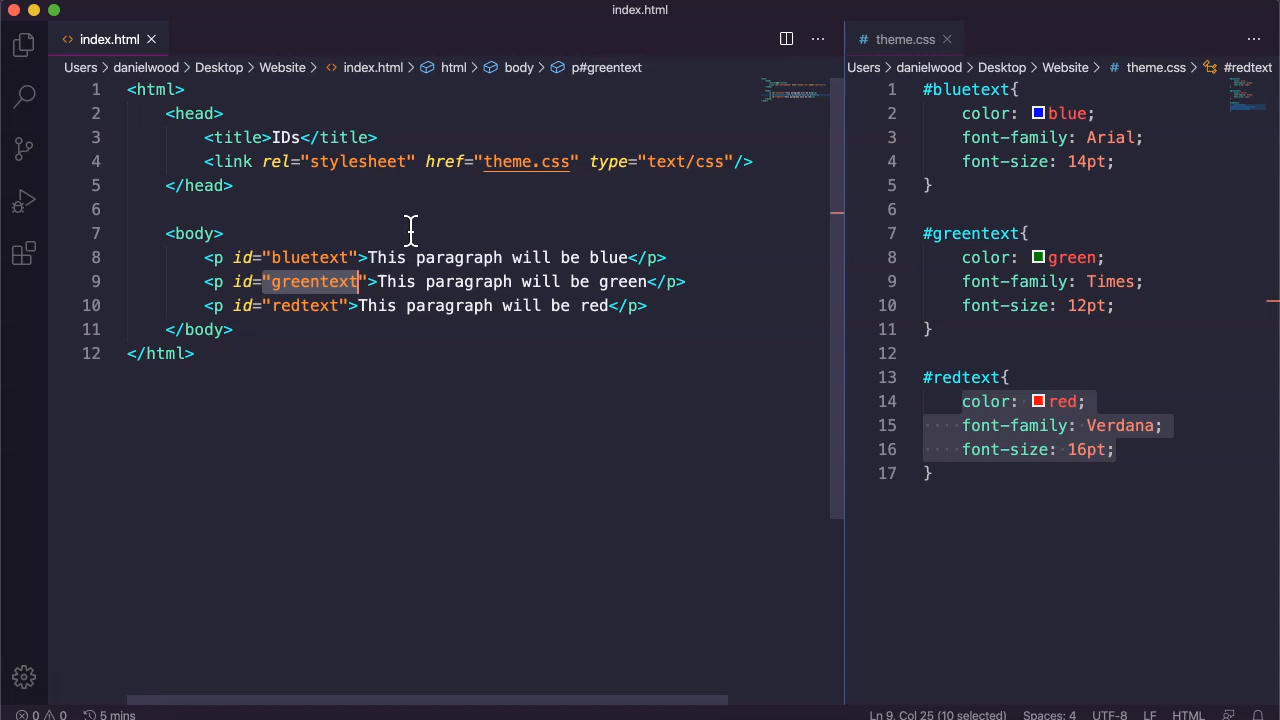 index.html
index.html
Users danielwood Desktop Website index.html html body p#greentext
1 <html>
2 <head>
3 <title>IDs</title>
4 <link rel="stylesheet" href="theme.css" type="text/css"/>
5 </head>
6
7 <body>
8 <p id="bluetext">This paragraph will be blue</p>
9 <p id="greentext">This paragraph will be green</p>
10 <p id="redtext">This paragraph will be red</p>
11 </body>
12 </html>
# theme.css
Users danielwood Desktop Website # theme.css #redtext
1 #bluetext{
2 color: blue;
3 font-family: Arial;
4 font-size: 14pt;
5 }
6
7 #greentext{
8 color: green;
9 font-family: Times;
10 font-size: 12pt;
11 }
12
13 #redtext{
14 color: red;
15 font-family: Verdana;
16 font-size: 16pt;
17 }
0 0 5 mins Ln 9, Col 25 (10 selected) Spaces: 4 UTF-8 LF HTML